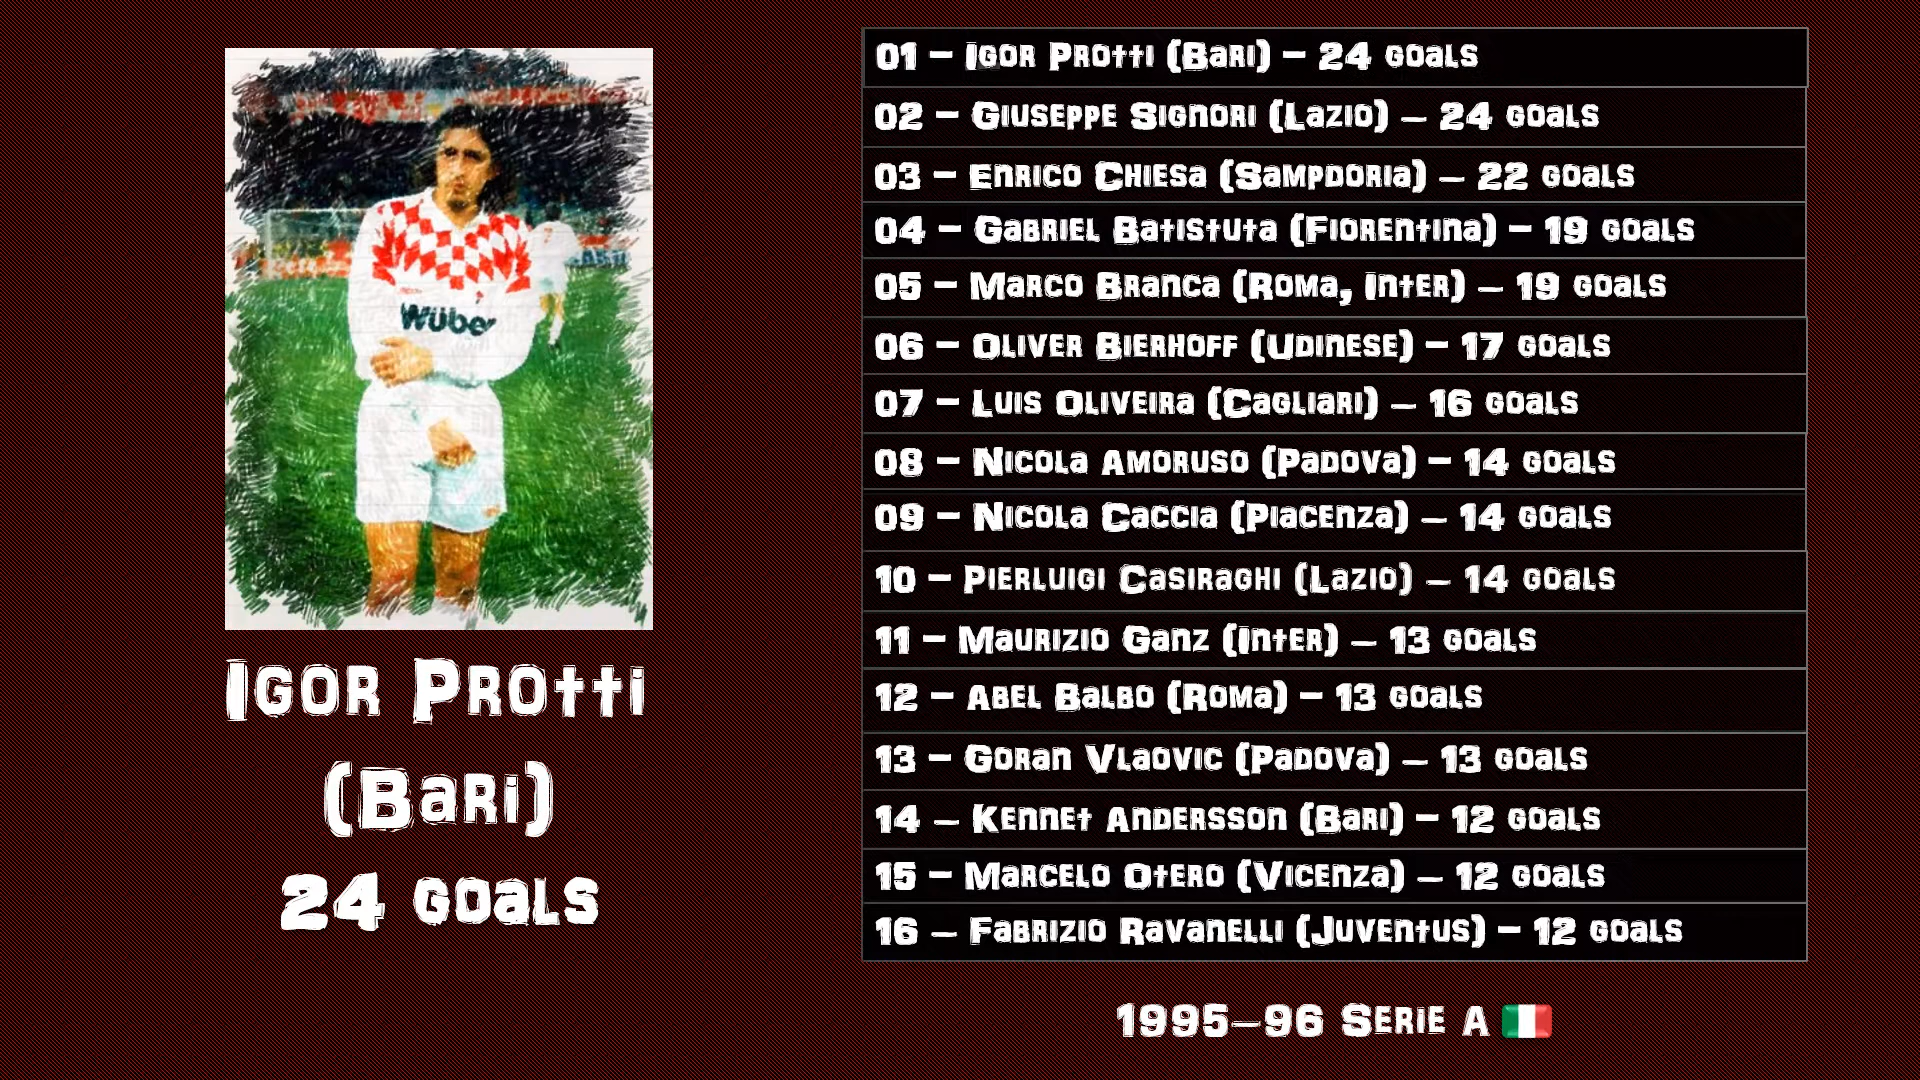 Wüber
Igor Protti
(Bari)
24 goals
01 – Igor Protti (Bari) – 24 goals
02 – Giuseppe Signori (Lazio) – 24 goals
03 – Enrico Chiesa (Sampdoria) – 22 goals
04 – Gabriel Batistuta (Fiorentina) – 19 goals
05 – Marco Branca (Roma, Inter) – 19 goals
06 – Oliver Bierhoff (Udinese) – 17 goals
07 – Luis Oliveira (Cagliari) – 16 goals
08 – Nicola Amoruso (Padova) – 14 goals
09 – Nicola Caccia (Piacenza) – 14 goals
10 – Pierluigi Casiraghi (Lazio) – 14 goals
11 – Maurizio Ganz (Inter) – 13 goals
12 – Abel Balbo (Roma) – 13 goals
13 – Goran Vlaovic (Padova) – 13 goals
14 – Kennet Andersson (Bari) – 12 goals
15 – Marcelo Otero (Vicenza) – 12 goals
16 – Fabrizio Ravanelli (Juventus) – 12 goals
1995–96 Serie A